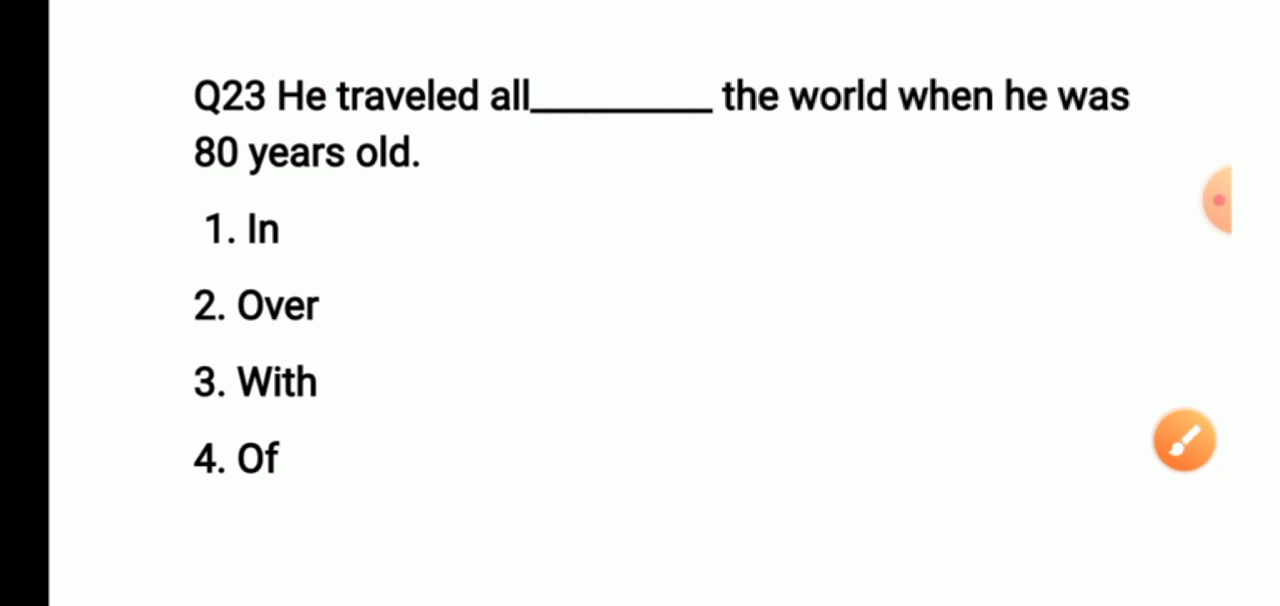 Q23 He traveled all_________ the world when he was
80 years old.
1. In
2. Over
3. With
4. Of